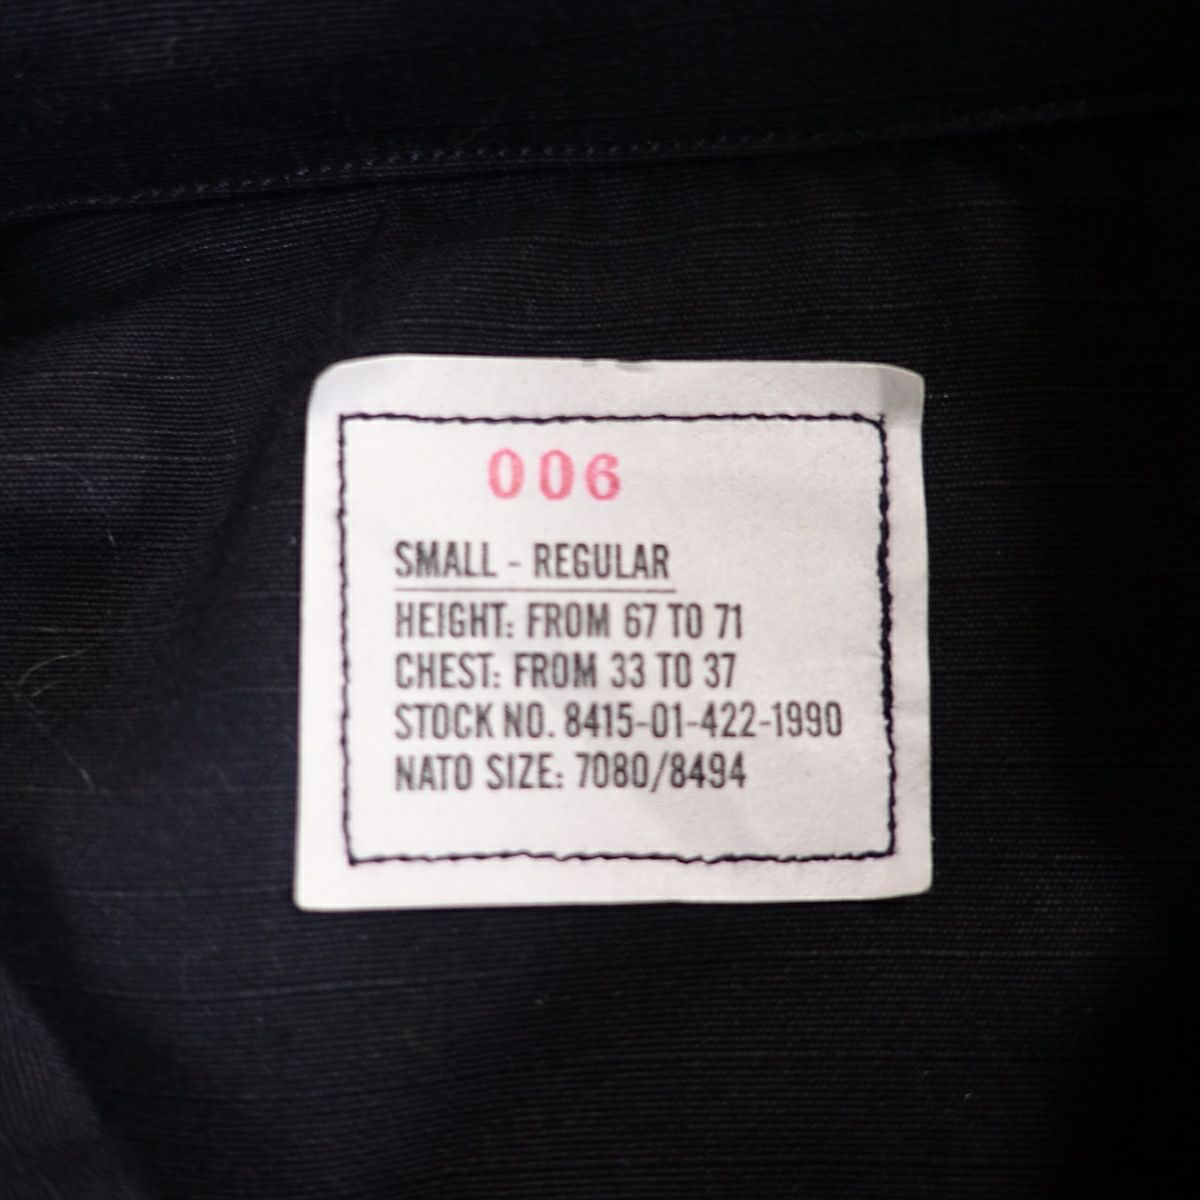 006
SMALL - REGULAR
HEIGHT: FROM 67 TO 71
CHEST: FROM 33 TO 37
STOCK NO. 8415-01-422-1990
NATO SIZE: 7080/8494